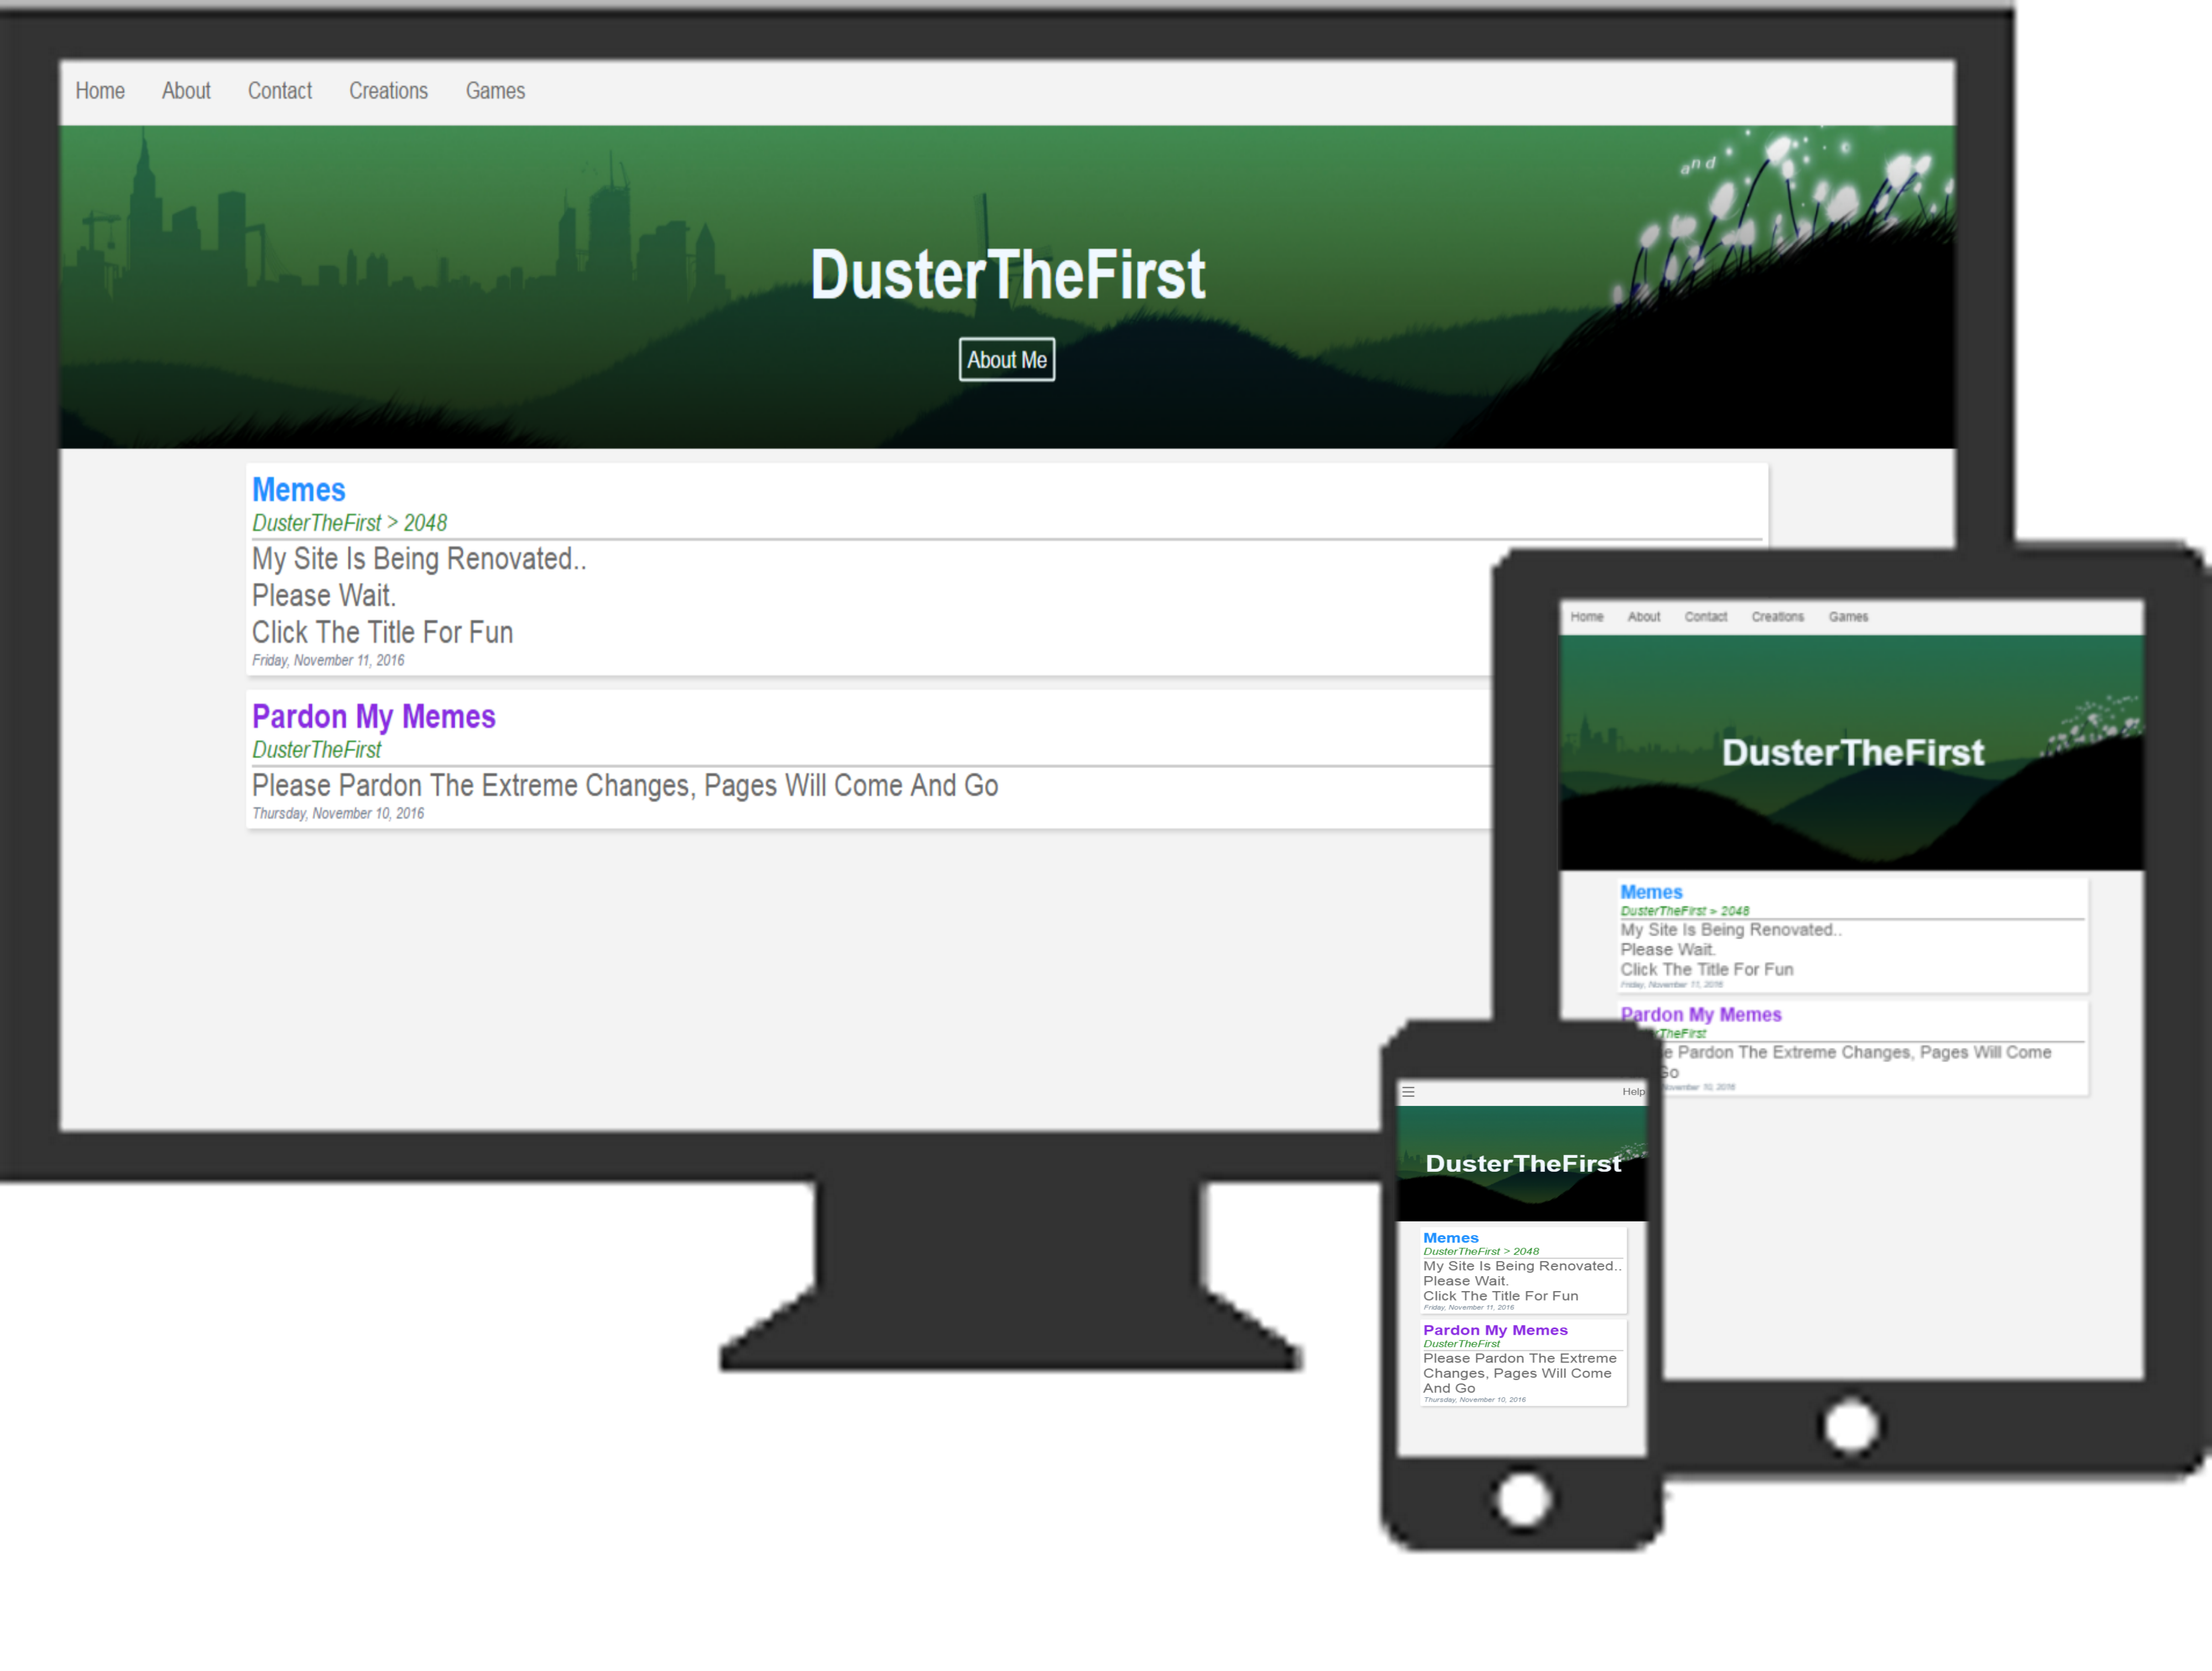 Home About Contact Creations Games
and
DusterTheFirst
About Me
Memes
DusterTheFirst > 2048
My Site Is Being Renovated..
Please Wait.
Click The Title For Fun
Friday, November 11, 2016
Pardon My Memes
DusterTheFirst
Please Pardon The Extreme Changes, Pages Will Come And Go
Thursday, November 10, 2016
Home About Contact Creations Games
DusterTheFirst
Memes
DusterTheFirst > 2048
My Site Is Being Renovated..
Please Wait.
Click The Title For Fun
Friday, November 11, 2016
Pardon My Memes
rTheFirst
e Pardon The Extreme Changes, Pages Will Come
Go
November 10, 2016
Help
DusterTheFirst
Memes
DusterTheFirst > 2048
My Site Is Being Renovated..
Please Wait.
Click The Title For Fun
Friday, November 11, 2016
Pardon My Memes
DusterTheFirst
Please Pardon The Extreme
Changes, Pages Will Come
And Go
Thursday, November 10, 2016